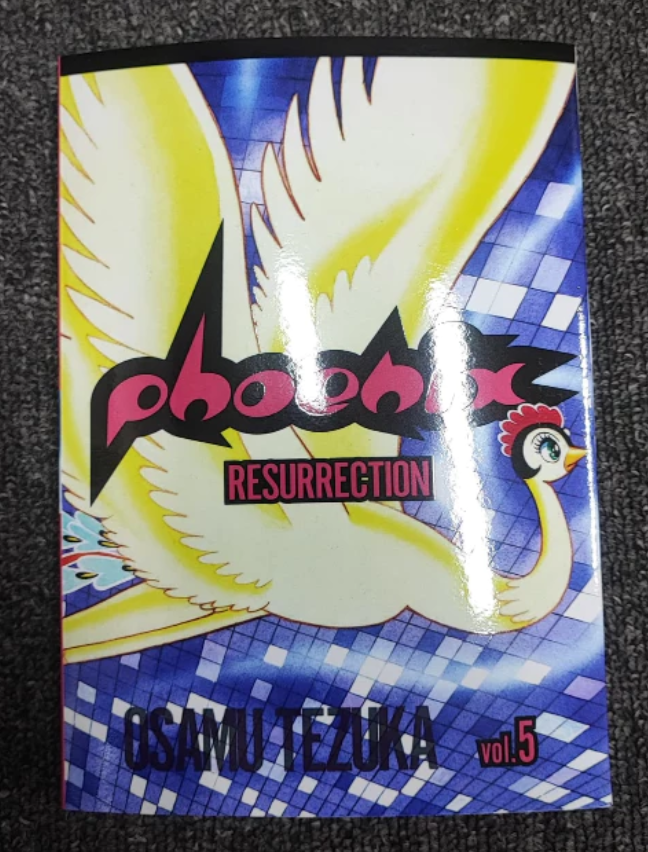 phoenix
RESURRECTION
OSAMU TEZUKA
vol.5